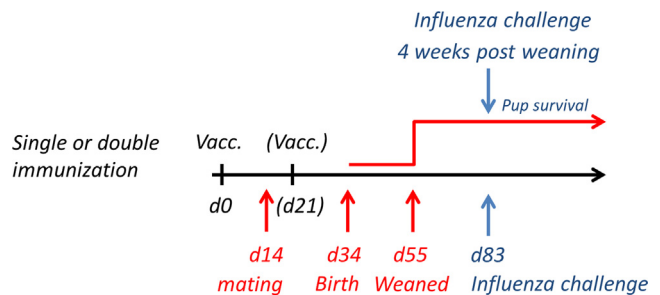 Influenza challenge
4 weeks post weaning
Pup survival
Single or double
immunization
Vacc. (Vacc.)
d0 (d21)
d14 d34 d55 d83
mating Birth Weaned Influenza challenge